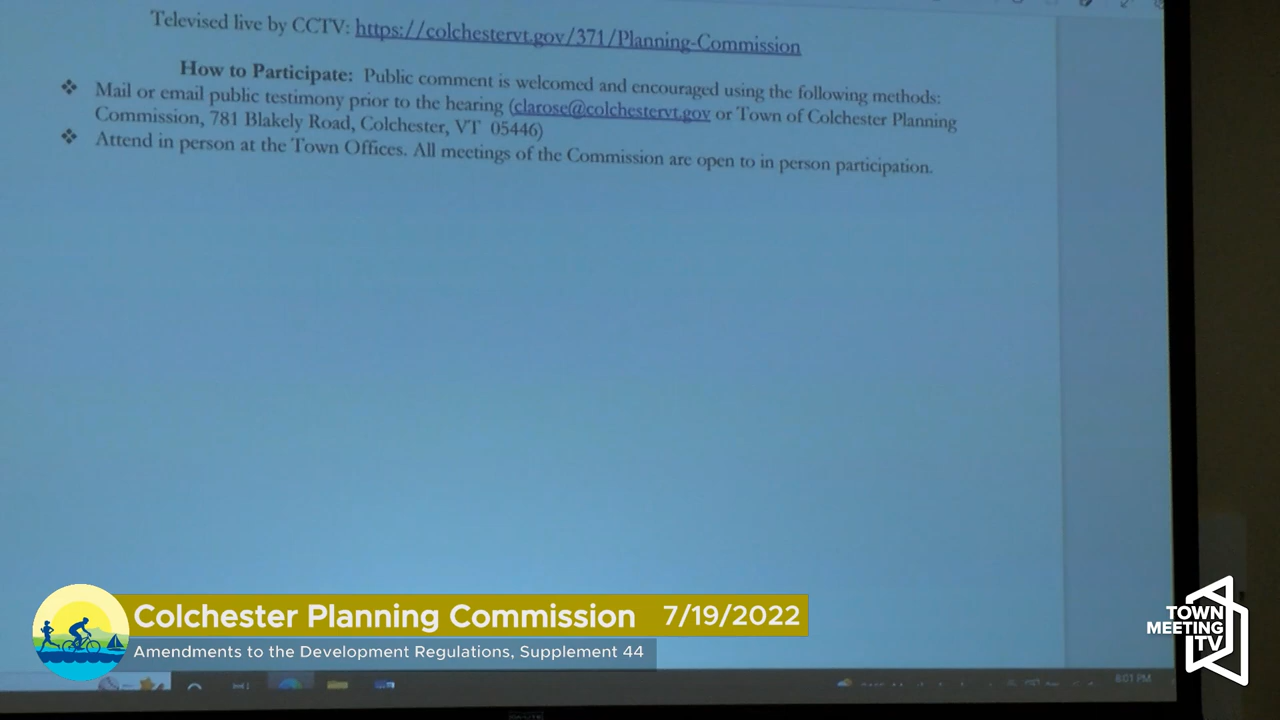 Televised live by CCTV: https://colchestervt.gov/371/Planning-Commission
How to Participate: Public comment is welcomed and encouraged using the following methods:
❖ Mail or email public testimony prior to the hearing (clarose@colchestervt.gov or Town of Colchester Planning
Commission, 781 Blakely Road, Colchester, VT 05446)
❖ Attend in person at the Town Offices. All meetings of the Commission are open to in person participation.
Colchester Planning Commission 7/19/2022
Amendments to the Development Regulations, Supplement 44
TOWN
MEETING
TV
8:01 PM